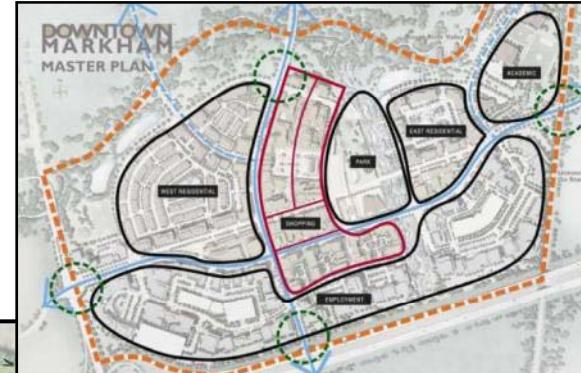 DOWNTOWN
MARKHAM
MASTER PLAN
ACADEMIC
EAST RESIDENTIAL
PARK
WEST RESIDENTIAL
SHOPPING
EMPLOYMENT